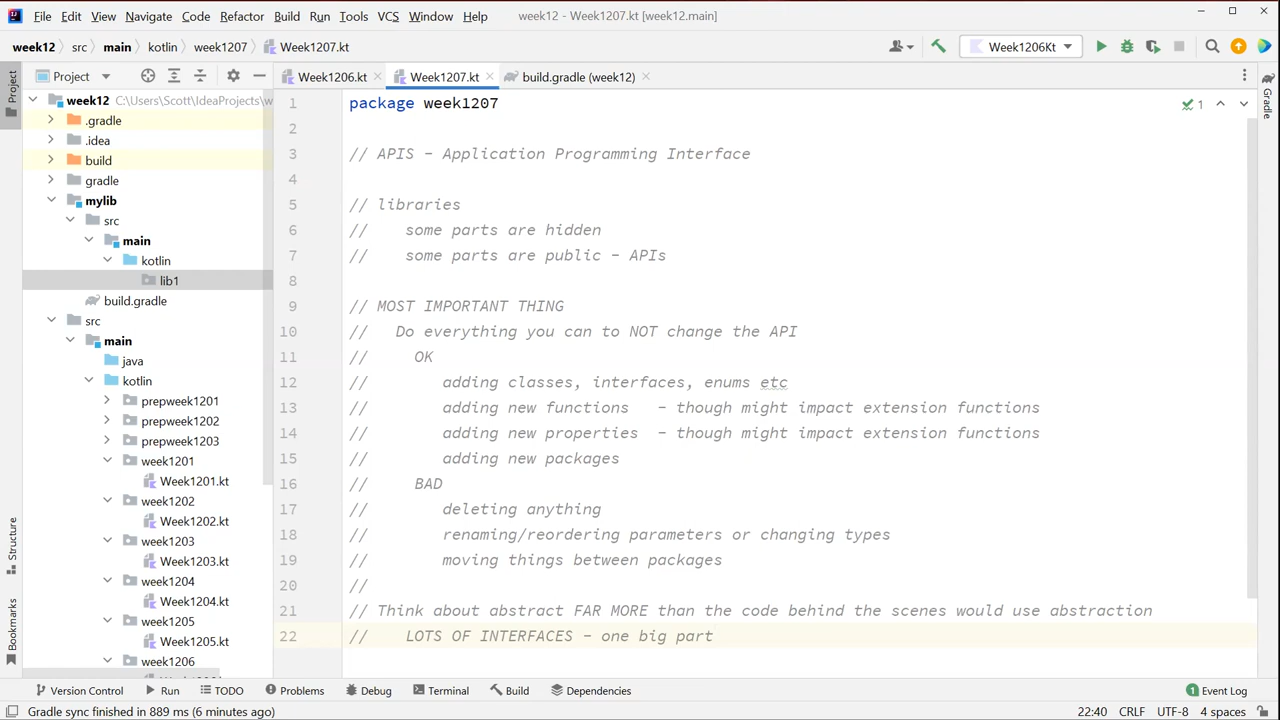 File Edit View Navigate Code Refactor Build Run Tools VCS Window Help week12 - Week1207.kt [week12.main]
week12 src main kotlin week1207 Week1207.kt Week1206Kt
Project Week1206.kt Week1207.kt build.gradle (week12)
Project
Gradle
Structure
Bookmarks
week12 C:\Users\Scott\IdeaProjects\w
.gradle
.idea
build
gradle
mylib
src
main
kotlin
lib1
build.gradle
src
main
java
kotlin
prepweek1201
prepweek1202
prepweek1203
week1201
Week1201.kt
week1202
Week1202.kt
week1203
Week1203.kt
week1204
Week1204.kt
week1205
Week1205.kt
week1206
1 package week1207
2
3 // APIS - Application Programming Interface
4
5 // libraries
6 // some parts are hidden
7 // some parts are public - APIs
8
9 // MOST IMPORTANT THING
10 // Do everything you can to NOT change the API
11 // OK
12 // adding classes, interfaces, enums etc
13 // adding new functions - though might impact extension functions
14 // adding new properties - though might impact extension functions
15 // adding new packages
16 // BAD
17 // deleting anything
18 // renaming/reordering parameters or changing types
19 // moving things between packages
20 //
21 // Think about abstract FAR MORE than the code behind the scenes would use abstraction
22 // LOTS OF INTERFACES - one big part
1
Version Control Run TODO Problems Debug Terminal Build Dependencies 1 Event Log
Gradle sync finished in 889 ms (6 minutes ago) 22:40 CRLF UTF-8 4 spaces